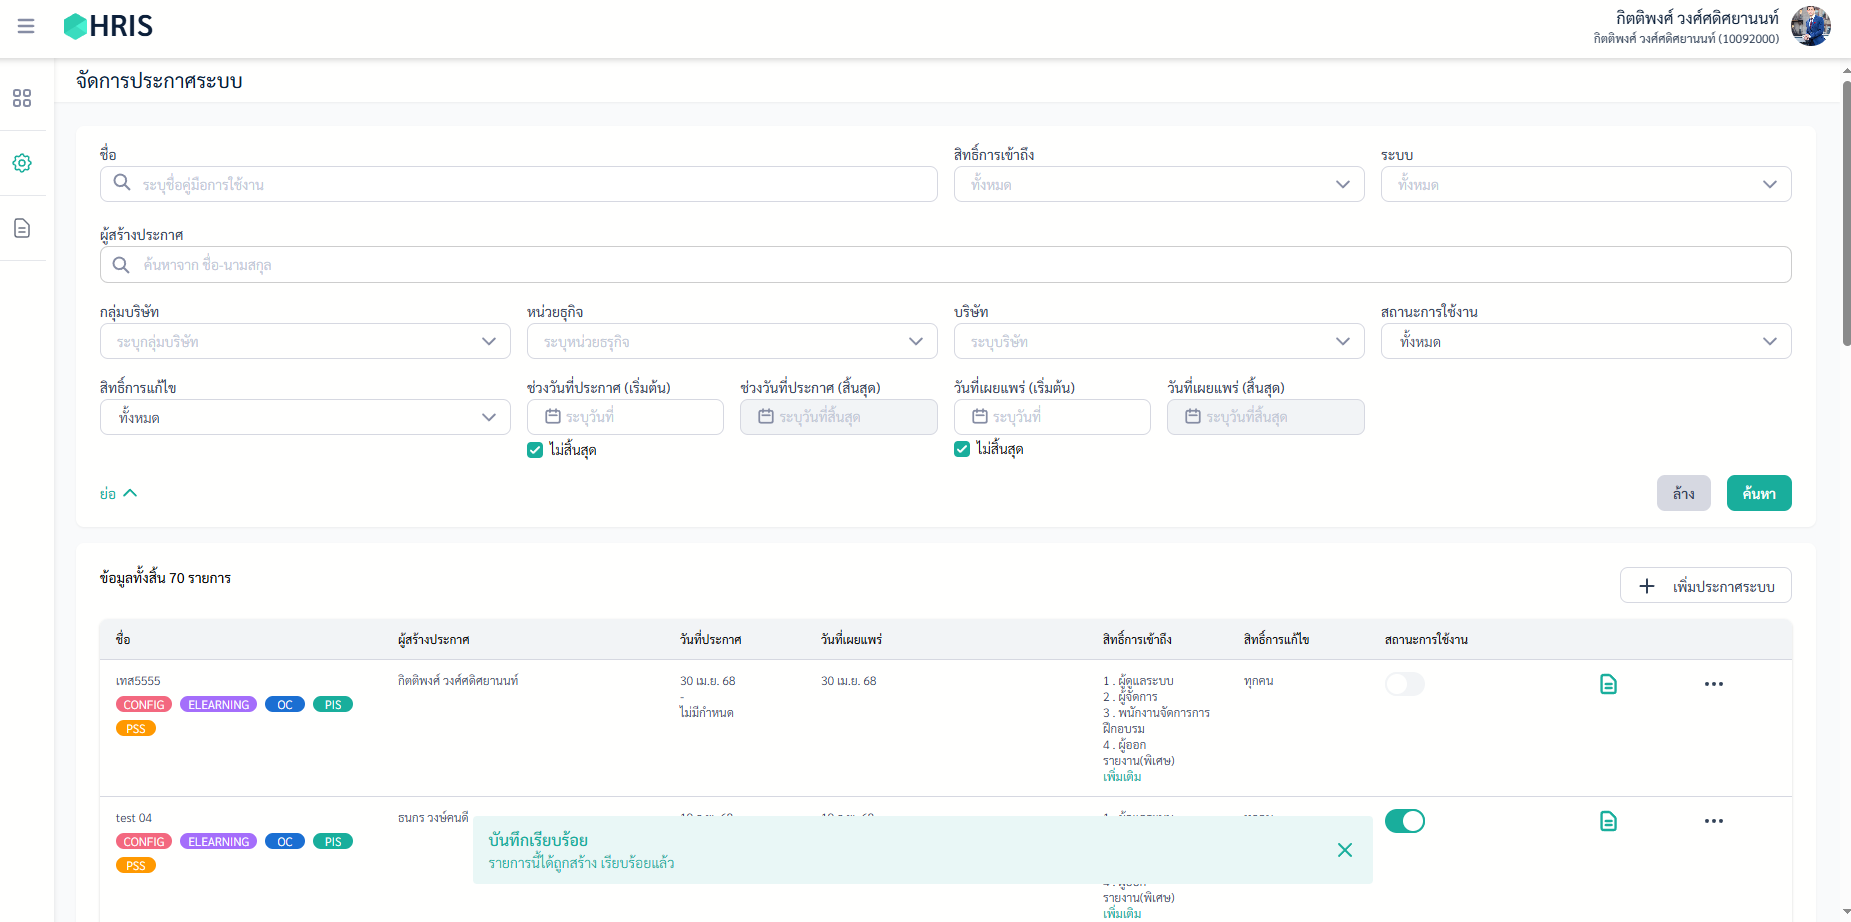 HRIS
กิตติพงศ์ วงศ์ศดิศยานนท์
กิตติพงศ์ วงศ์ศดิศยานนท์ (10092000)
จัดการประกาศระบบ
ชื่อ
สิทธิ์การเข้าถึง
ระบบ
ระบุชื่อคู่มือการใช้งาน
ทั้งหมด
ทั้งหมด
ผู้สร้างประกาศ
ค้นหาจาก ชื่อ-นามสกุล
กลุ่มบริษัท
หน่วยธุกิจ
บริษัท
สถานะการใช้งาน
ระบุกลุ่มบริษัท
ระบุหน่วยธรุกิจ
ระบุบริษัท
ทั้งหมด
สิทธิ์การแก้ไข
ช่วงวันที่ประกาศ (เริ่มต้น)
ช่วงวันที่ประกาศ (สิ้นสุด)
วันที่เผยแพร่ (เริ่มต้น)
วันที่เผยแพร่ (สิ้นสุด)
ทั้งหมด
ระบุวันที่
ระบุวันที่สิ้นสุด
ระบุวันที่
ระบุวันที่สิ้นสุด
ไม่สิ้นสุด
ไม่สิ้นสุด
ย่อ
ล้าง
ค้นหา
ข้อมูลทั้งสิ้น 70 รายการ
เพิ่มประกาศระบบ
ชื่อ
ผู้สร้างประกาศ
วันที่ประกาศ
วันที่เผยแพร่
สิทธิ์การเข้าถึง
สิทธิ์การแก้ไข
สถานะการใช้งาน
เทส5555
CONFIG ELEARNING OC PIS
PSS
กิตติพงศ์ วงศ์ศดิศยานนท์
30 เม.ย. 68
-
ไม่มีกำหนด
30 เม.ย. 68
1 . ผู้ดูแลระบบ
2 . ผู้จัดการ
3 . พนักงานจัดการการ
ฝึกอบรม
4 . ผู้ออก
รายงาน(พิเศษ)
เพิ่มเติม
ทุกคน
test 04
CONFIG ELEARNING OC PIS
PSS
ธนกร วงษ์คนดี
รายงาน(พิเศษ)
เพิ่มเติม
บันทึกเรียบร้อย
รายการนี้ได้ถูกสร้าง เรียบร้อยแล้ว